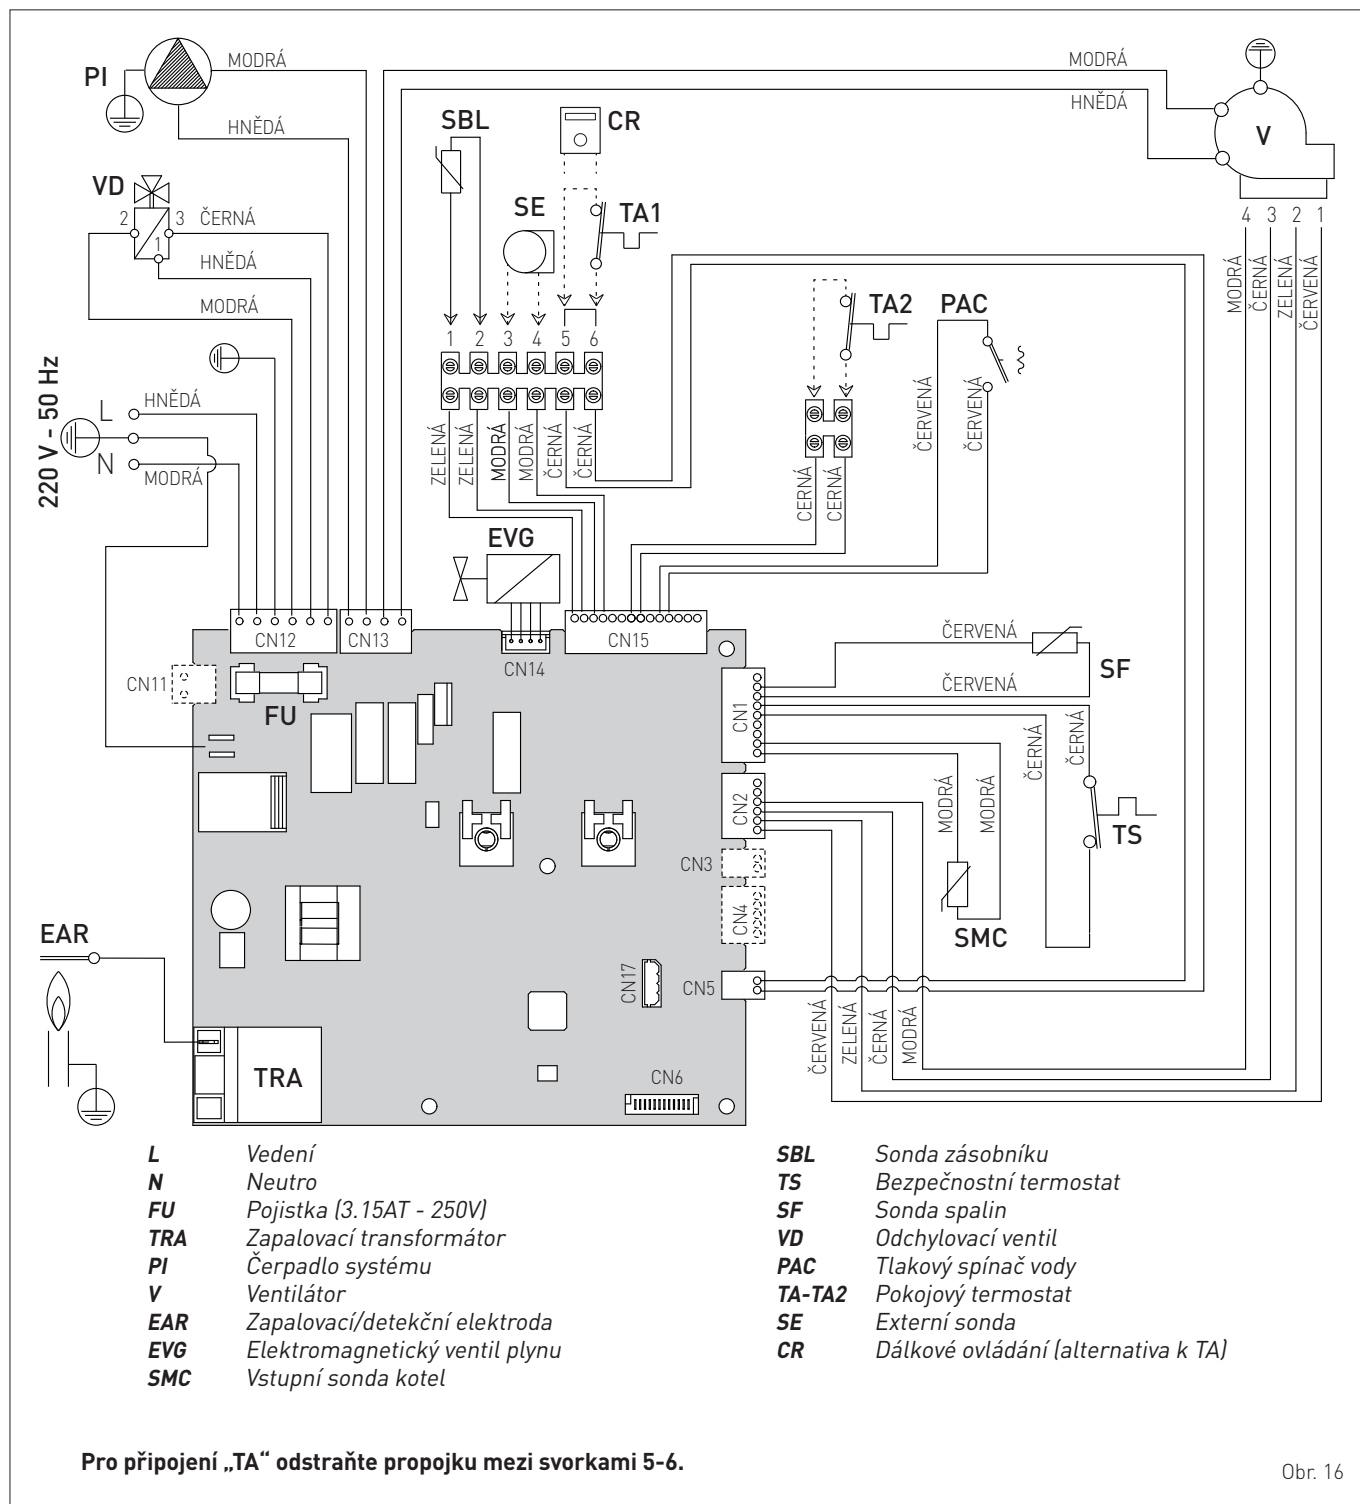 MODRÁ
PI
HNĚDÁ
MODRÁ
HNĚDÁ
V
4 3 2 1
MODRÁ
ČERNÁ
ZELENÁ
ČERVENÁ
SBL
CR
SE
TA1
VD
2
3
1
ČERNÁ
HNĚDÁ
MODRÁ
TA2
PAC
1 2 3 4 5 6
220 V - 50 Hz
L
HNĚDÁ
N
MODRÁ
ZELENÁ
ZELENÁ
MODRÁ
MODRÁ
ČERNÁ
ČERNÁ
ČERNÁ
ČERNÁ
ČERVENÁ
ČERVENÁ
EVG
CN12
CN13
CN14
CN15
CN11
FU
ČERVENÁ
SF
ČERVENÁ
CN1
ČERNÁ
ČERNÁ
MODRÁ
MODRÁ
TS
SMC
CN2
CN3
CN4
CN17
CN5
EAR
TRA
CN6
ČERVENÁ
ZELENÁ
ČERNÁ
MODRÁ
L Vedení
N Neutro
FU Pojistka (3.15AT - 250V)
TRA Zapalovací transformátor
PI Čerpadlo systému
V Ventilátor
EAR Zapalovací/detekční elektroda
EVG Elektromagnetický ventil plynu
SMC Vstupní sonda kotel
SBL Sonda zásobníku
TS Bezpečnostní termostat
SF Sonda spalin
VD Odchylovací ventil
PAC Tlakový spínač vody
TA-TA2 Pokojový termostat
SE Externí sonda
CR Dálkové ovládání (alternativa k TA)
Pro připojení „TA“ odstraňte propojku mezi svorkami 5-6.
Obr. 16